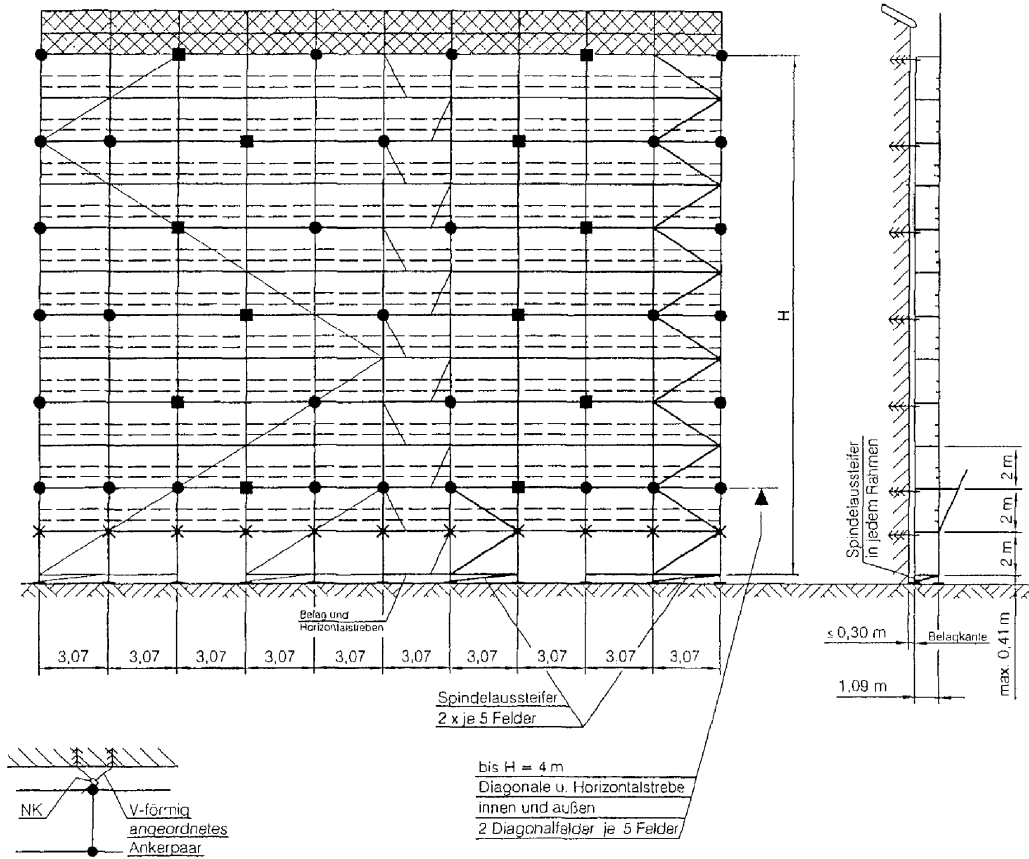 H
Spindelaussteifer
in jedem Rahmen
2 m
2 m
2 m
Belag und
Horizontalstreben
≤ 0,30 m
Belagkante
max. 0,41 m
1,09 m
3,07 3,07 3,07 3,07 3,07 3,07 3,07 3,07 3,07 3,07
Spindelaussteifer
2 x je 5 Felder
bis H = 4 m
Diagonale u. Horizontalstrebe
innen und außen
2 Diagonalfelder je 5 Felder
NK
V-förmig
angeordnetes
Ankerpaar